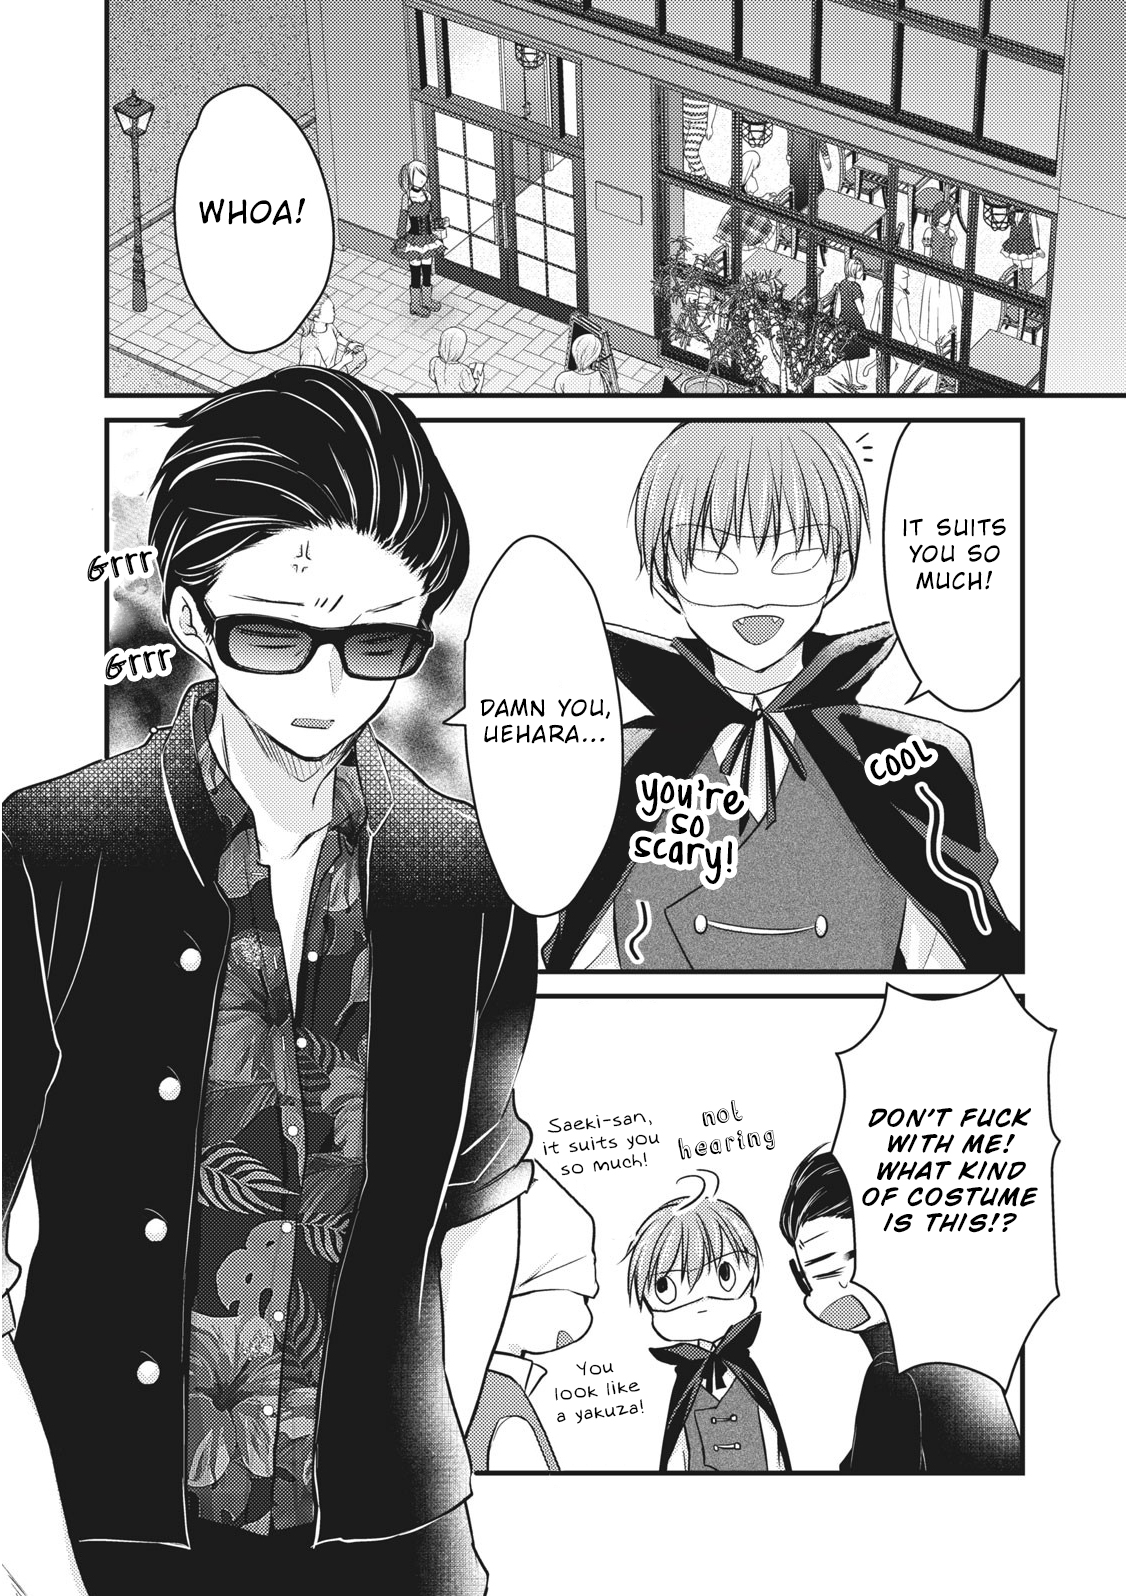 WHOA!
IT SUITS
YOU SO
MUCH!
COOL
YOU'RE
SO
SCARY!
DAMN YOU,
UEHARA...
Grrr
Grrr
DON'T FUCK
WITH ME!
WHAT KIND
OF COSTUME
IS THIS!?
not
hearing
Saeki-san,
it suits you
so much!
You
look like
a yakuza!